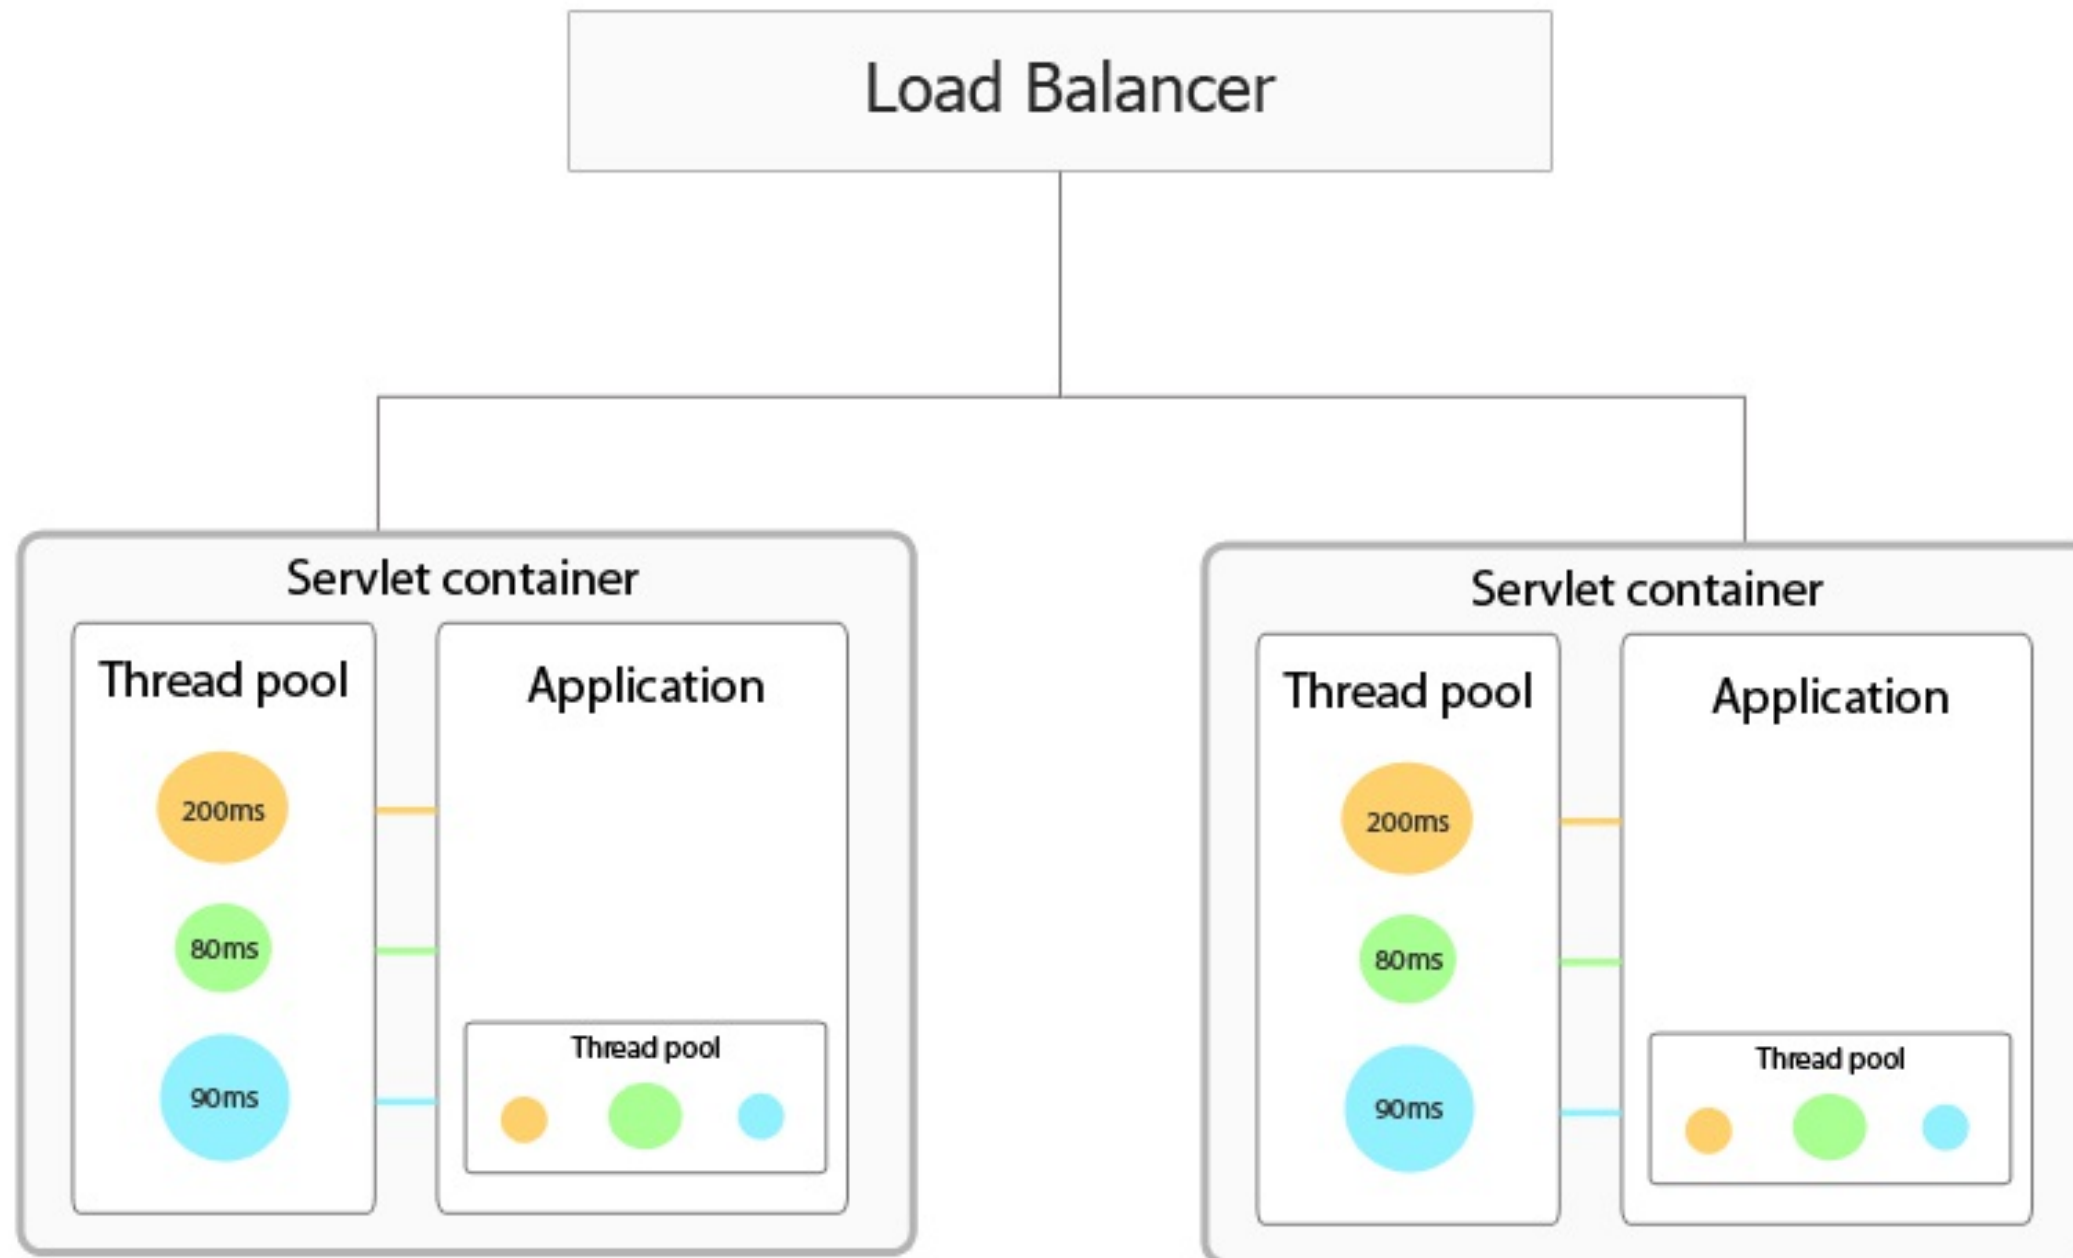 Load Balancer
Servlet container
Thread pool
Application
200ms
80ms
90ms
Thread pool
Servlet container
Thread pool
Application
200ms
80ms
90ms
Thread pool